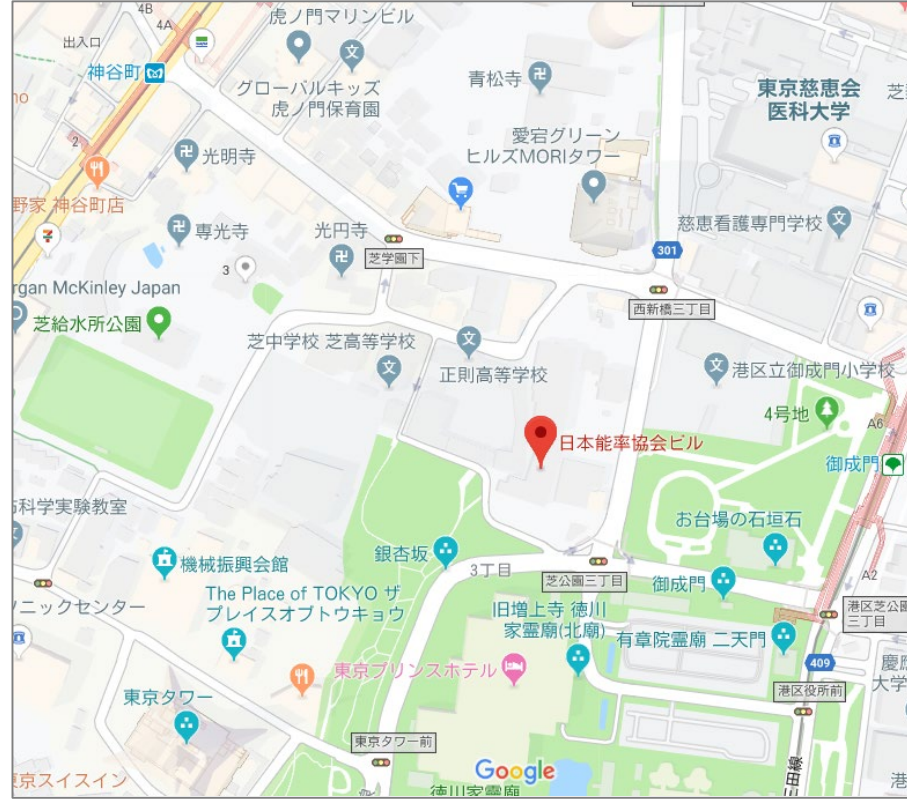 4B
4A
出入口
虎ノ門マリンビル
神谷町
グローバルキッズ
虎ノ門保育園
青松寺
東京慈恵会
医科大学
芝
2
光明寺
愛宕グリーン
ヒルズMORIタワー
野家 神谷町店
専光寺
光円寺
慈恵看護専門学校
301
芝学園下
3
rgan McKinley Japan
西新橋三丁目
芝給水所公園
芝中学校 芝高等学校
正則高等学校
港区立御成門小学校
4号地
A6
日本能率協会ビル
御成門
科学実験教室
お台場の石垣石
機械振興会館
銀杏坂
3丁目
芝公園三丁目
御成門
A2
The Place of TOKYO ザ
プレイスオブトウキョウ
ニックセンター
旧増上寺 徳川
家霊廟(北廟)
有章院霊廟 二天門
港区芝公園
三丁目
409
慶應
大学
東京プリンスホテル
港区役所前
東京タワー
東京タワー前
Google
京スイスイン
徳川家霊廟
三田線
港